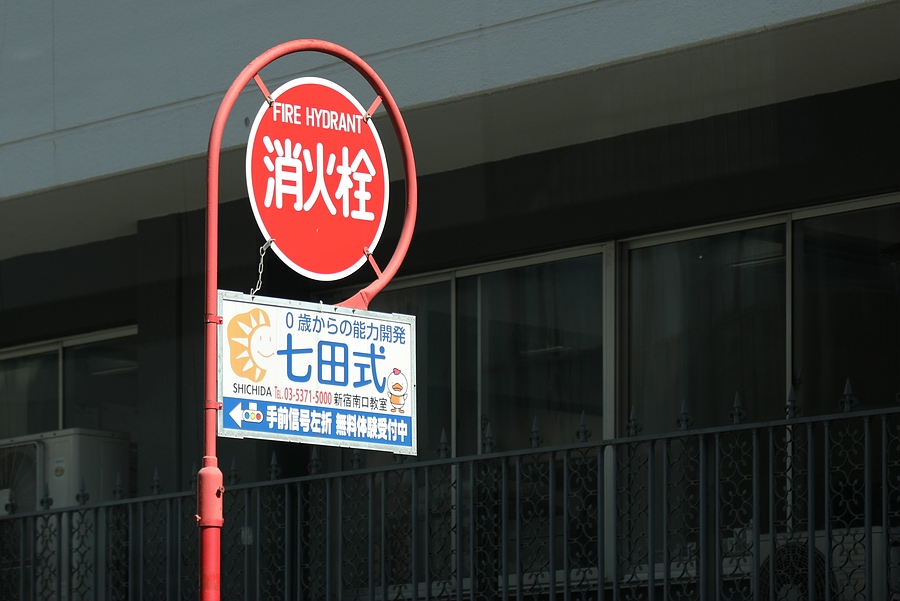 FIRE HYDRANT
消火栓
0歳からの能力開発
七田式
SHICHIDA TEL.03-5371-5000 新宿南口教室
手前信号左折 無料体験受付中